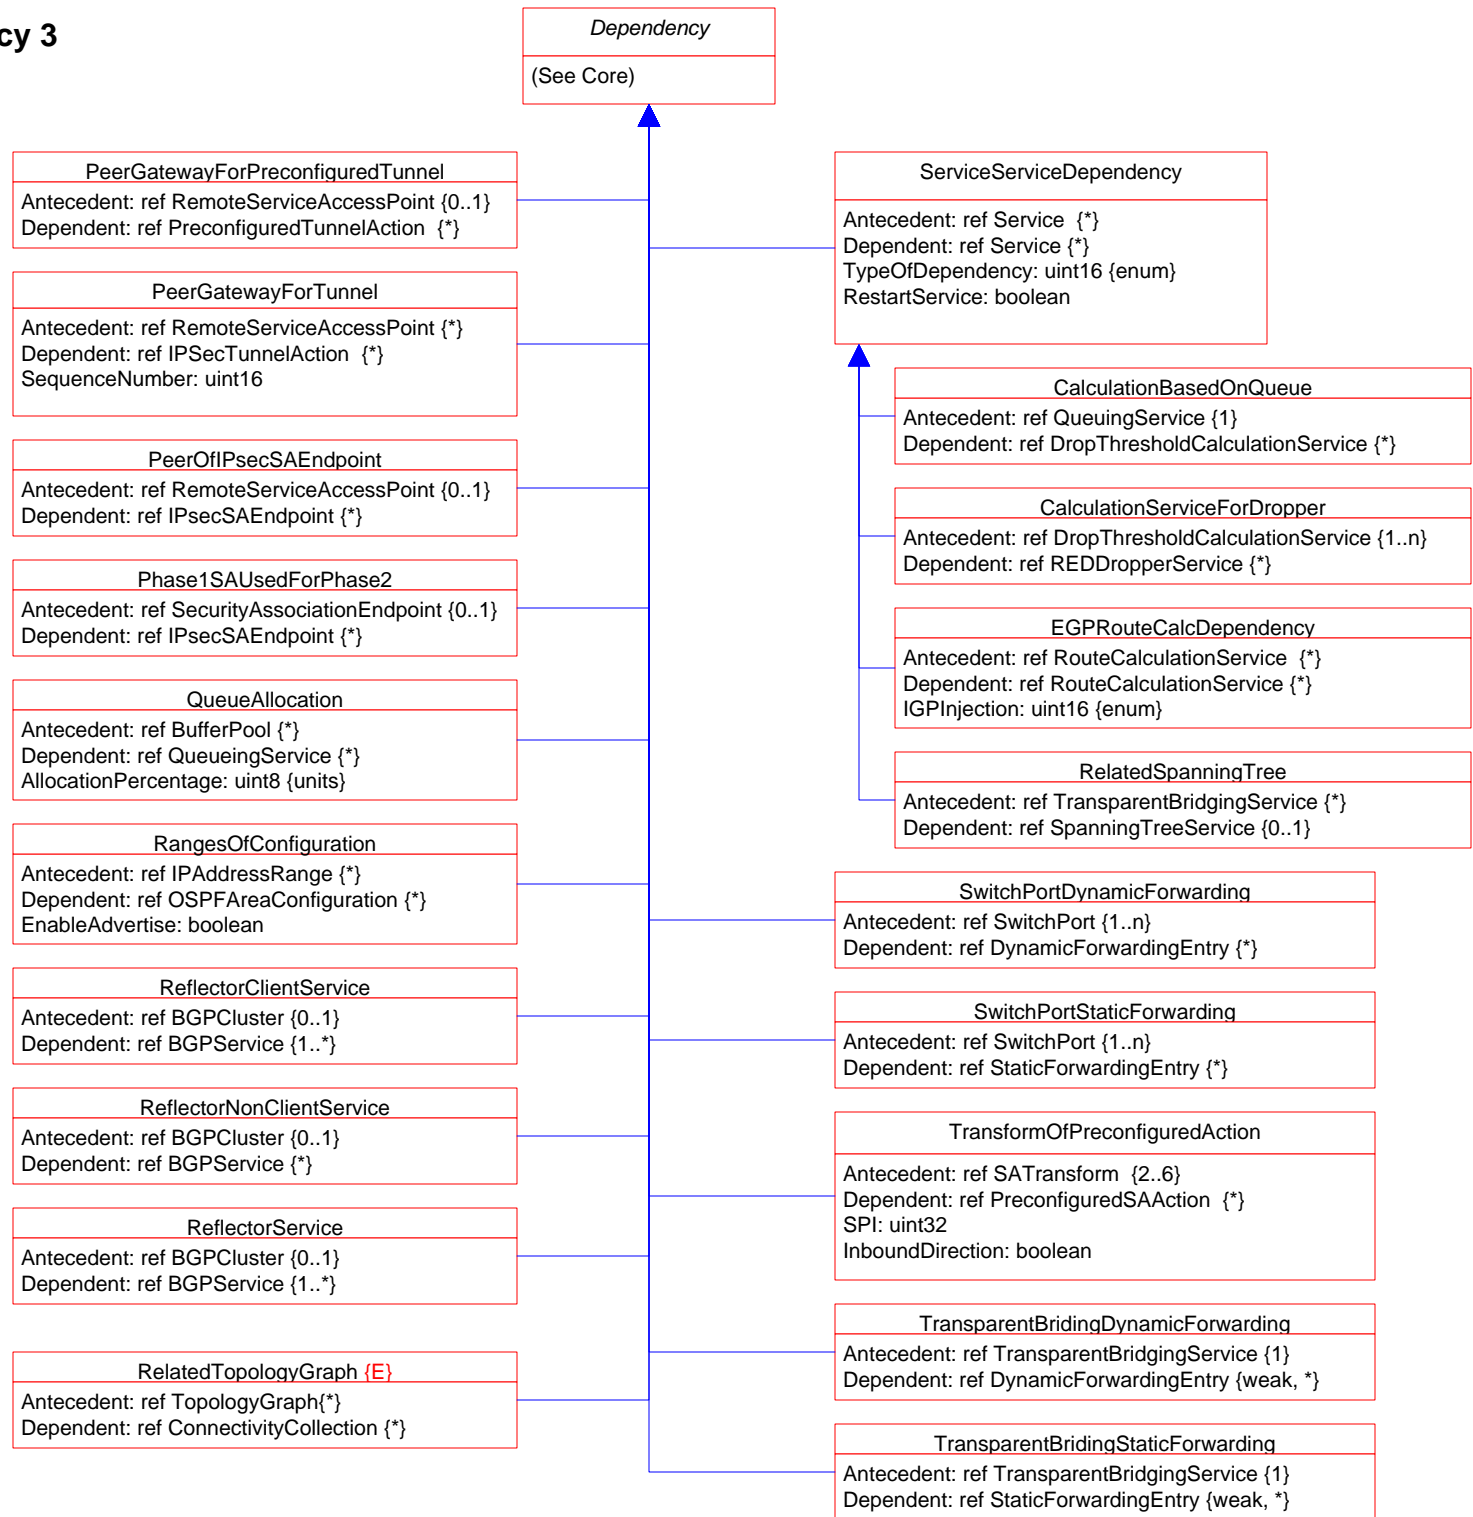 cy 3
Dependency
(See Core)
PeerGatewayForPreconfiguredTunnel
Antecedent: ref RemoteServiceAccessPoint {0..1}
Dependent: ref PreconfiguredTunnelAction {*}
PeerGatewayForTunnel
Antecedent: ref RemoteServiceAccessPoint {*}
Dependent: ref IPSecTunnelAction {*}
SequenceNumber: uint16
PeerOfIPsecSAEndpoint
Antecedent: ref RemoteServiceAccessPoint {0..1}
Dependent: ref IPsecSAEndpoint {*}
Phase1SAUsedForPhase2
Antecedent: ref SecurityAssociationEndpoint {0..1}
Dependent: ref IPsecSAEndpoint {*}
QueueAllocation
Antecedent: ref BufferPool {*}
Dependent: ref QueueingService {*}
AllocationPercentage: uint8 {units}
RangesOfConfiguration
Antecedent: ref IPAddressRange {*}
Dependent: ref OSPFAreaConfiguration {*}
EnableAdvertise: boolean
ReflectorClientService
Antecedent: ref BGPCluster {0..1}
Dependent: ref BGPService {1..*}
ReflectorNonClientService
Antecedent: ref BGPCluster {0..1}
Dependent: ref BGPService {*}
ReflectorService
Antecedent: ref BGPCluster {0..1}
Dependent: ref BGPService {1..*}
RelatedTopologyGraph {E}
Antecedent: ref TopologyGraph{*}
Dependent: ref ConnectivityCollection {*}
ServiceServiceDependency
Antecedent: ref Service {*}
Dependent: ref Service {*}
TypeOfDependency: uint16 {enum}
RestartService: boolean
CalculationBasedOnQueue
Antecedent: ref QueuingService {1}
Dependent: ref DropThresholdCalculationService {*}
CalculationServiceForDropper
Antecedent: ref DropThresholdCalculationService {1..n}
Dependent: ref REDDropperService {*}
EGPRouteCalcDependency
Antecedent: ref RouteCalculationService {*}
Dependent: ref RouteCalculationService {*}
IGPInjection: uint16 {enum}
RelatedSpanningTree
Antecedent: ref TransparentBridgingService {*}
Dependent: ref SpanningTreeService {0..1}
SwitchPortDynamicForwarding
Antecedent: ref SwitchPort {1..n}
Dependent: ref DynamicForwardingEntry {*}
SwitchPortStaticForwarding
Antecedent: ref SwitchPort {1..n}
Dependent: ref StaticForwardingEntry {*}
TransformOfPreconfiguredAction
Antecedent: ref SATransform {2..6}
Dependent: ref PreconfiguredSAAction {*}
SPI: uint32
InboundDirection: boolean
TransparentBridingDynamicForwarding
Antecedent: ref TransparentBridgingService {1}
Dependent: ref DynamicForwardingEntry {weak, *}
TransparentBridingStaticForwarding
Antecedent: ref TransparentBridgingService {1}
Dependent: ref StaticForwardingEntry {weak, *}